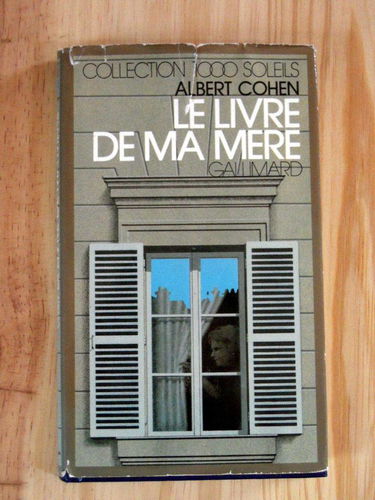 COLLECTION 1000 SOLEILS
ALBERT COHEN
LE LIVRE
DE MA MERE
GALLIMARD